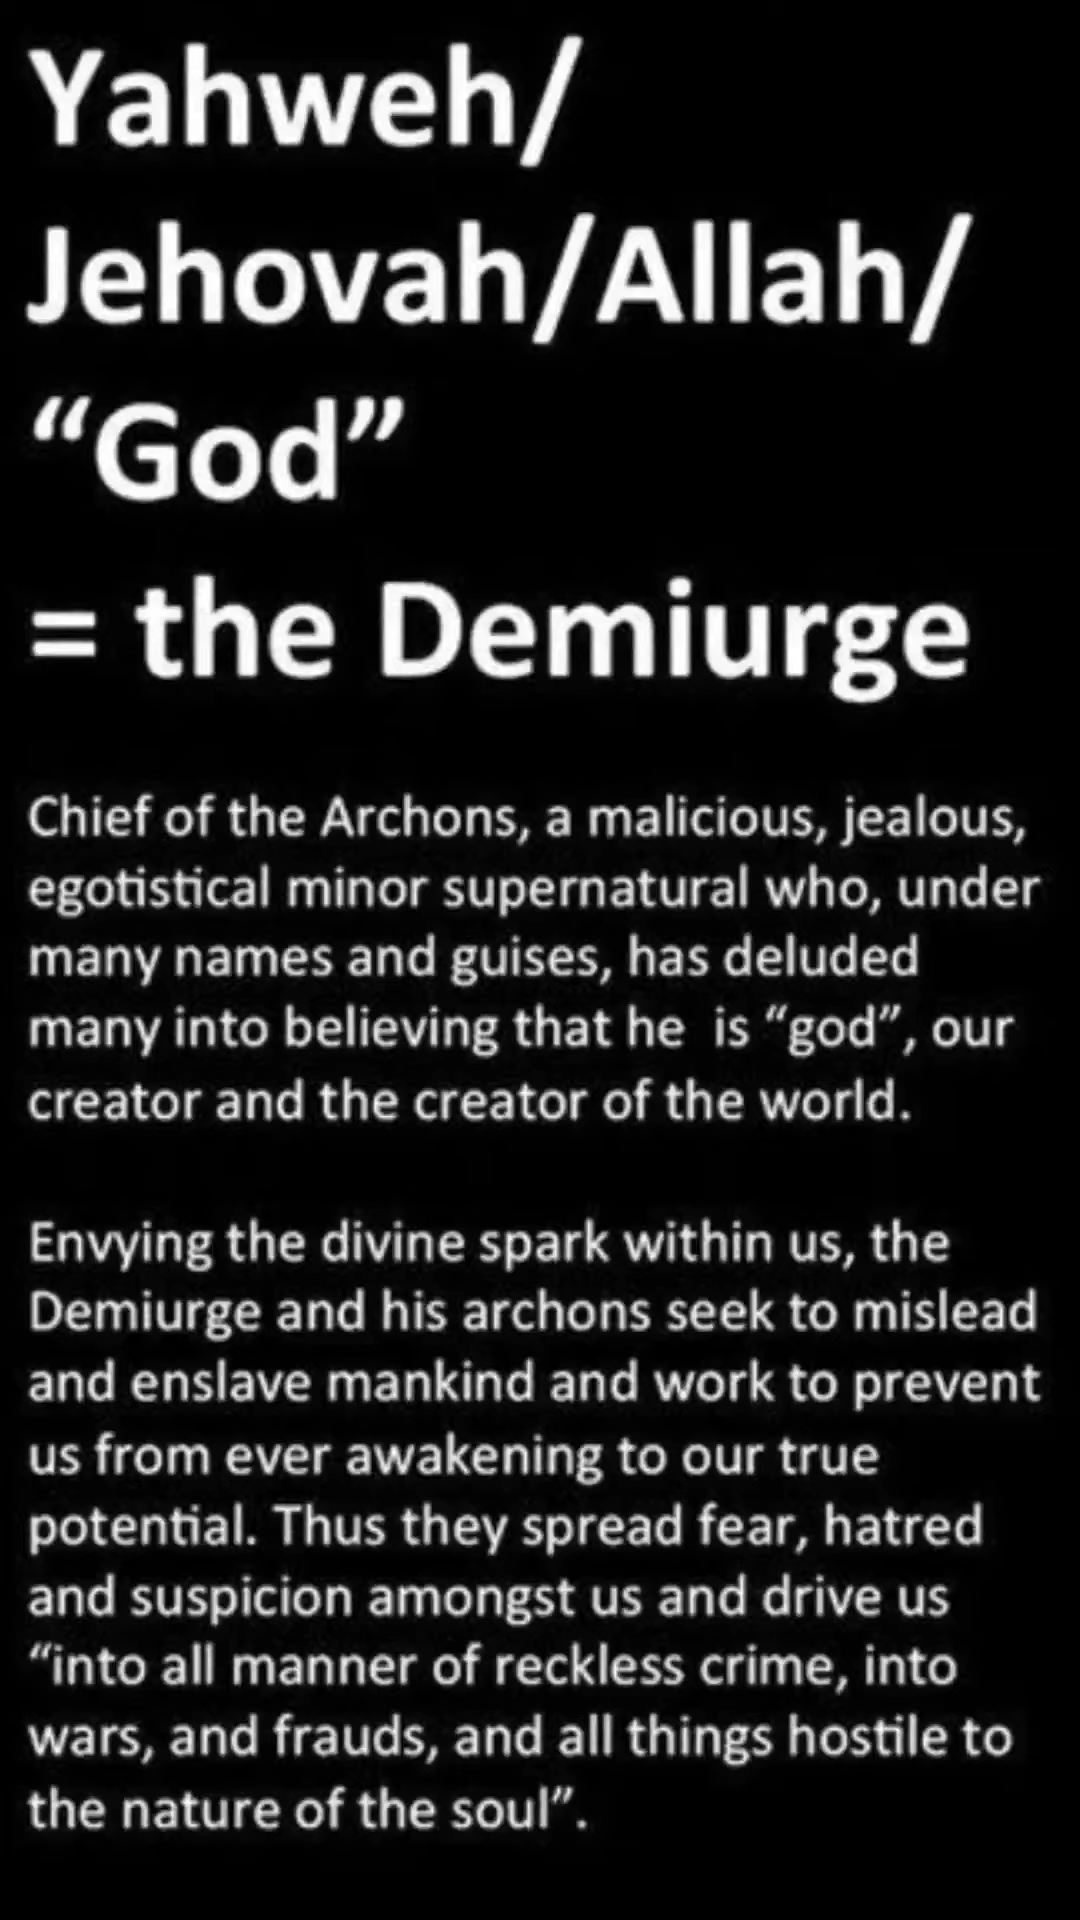 Yahweh/
Jehovah/Allah/
“God”
= the Demiurge
Chief of the Archons, a malicious, jealous,
egotistical minor supernatural who, under
many names and guises, has deluded
many into believing that he  is “god”, our
creator and the creator of the world.
Envying the divine spark within us, the
Demiurge and his archons seek to mislead
and enslave mankind and work to prevent
us from ever awakening to our true
potential. Thus they spread fear, hatred
and suspicion amongst us and drive us
“into all manner of reckless crime, into
wars, and frauds, and all things hostile to
the nature of the soul”.